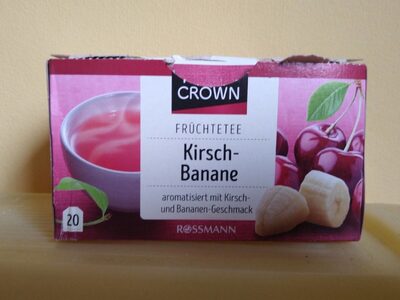 CROWN
FRÜCHTETEE
Kirsch-
Banane
aromatisiert mit Kirsch-
und Bananen-Geschmack
20
ROSSMANN